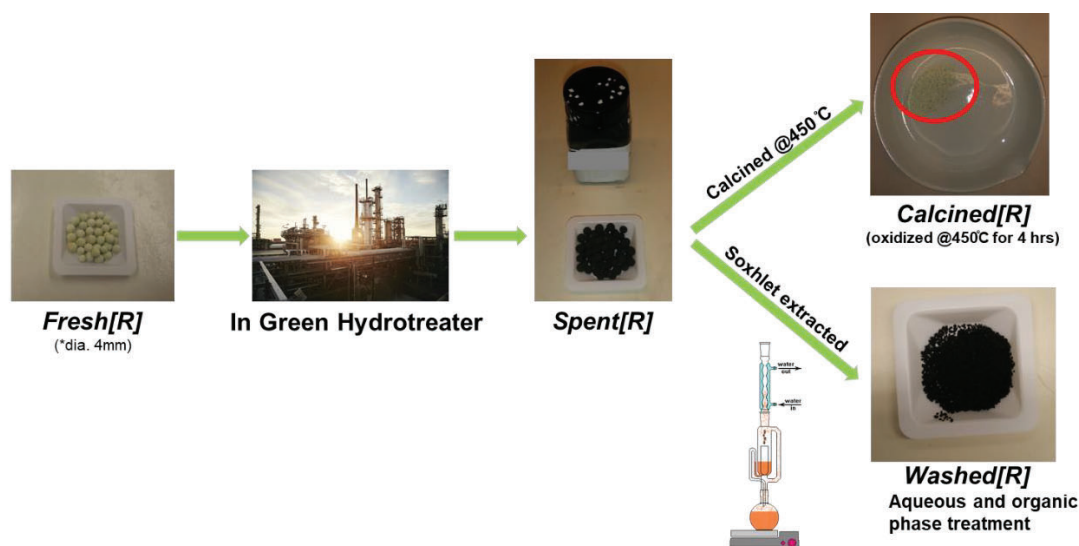 Fresh[R]
(*dia. 4mm)
In Green Hydrotreater
Spent[R]
Calcined @450℃
Calcined[R]
(oxidized @450℃ for 4 hrs)
Soxhlet extracted
water
out
water
in
Washed[R]
Aqueous and organic
phase treatment